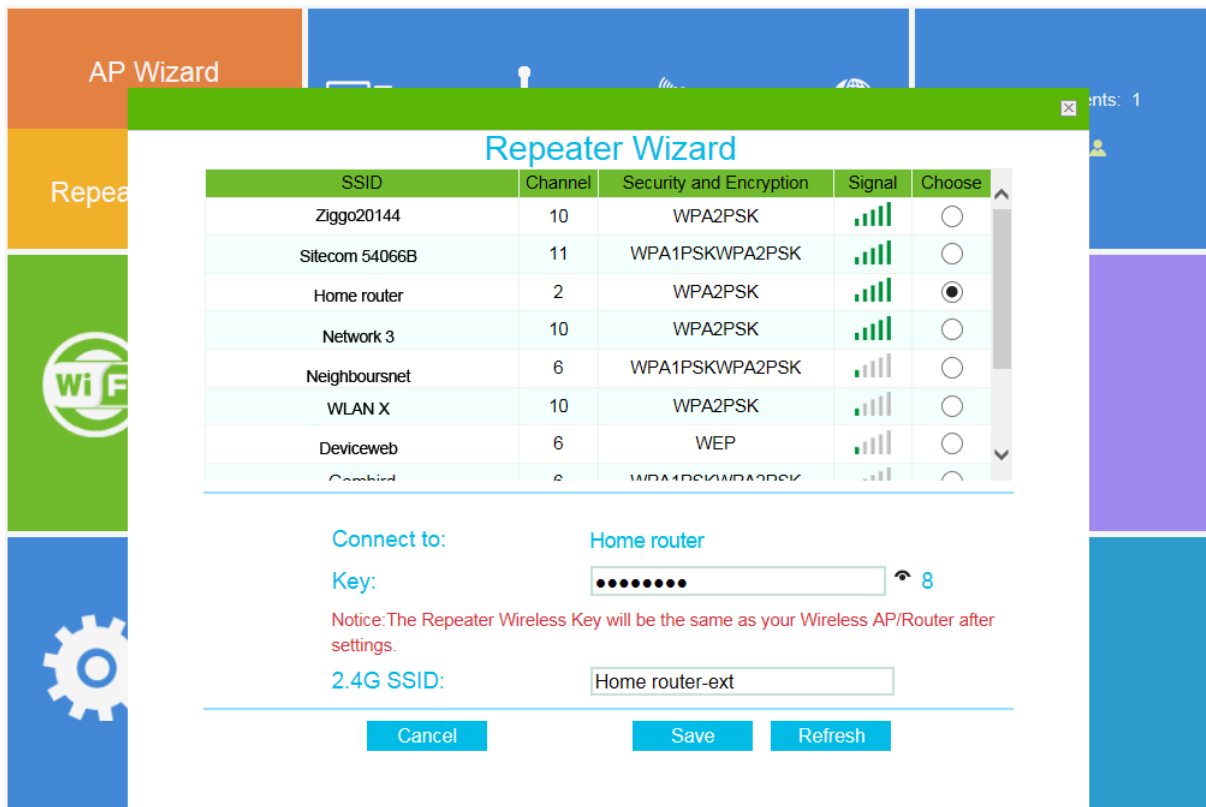 AP Wizard
ents: 1
Repea
Repeater Wizard
SSID Channel Security and Encryption Signal Choose
Ziggo20144 10 WPA2PSK
Sitecom 54066B 11 WPA1PSKWPA2PSK
Home router 2 WPA2PSK
Network 3 10 WPA2PSK
Neighboursnet 6 WPA1PSKWPA2PSK
WLAN X 10 WPA2PSK
Deviceweb 6 WEP
6 WPA1PSKWPA2PSK
Wi F
Connect to: Home router
Key: ●●●●●●●● 8
Notice:The Repeater Wireless Key will be the same as your Wireless AP/Router after
settings.
2.4G SSID: Home router-ext
Cancel Save Refresh